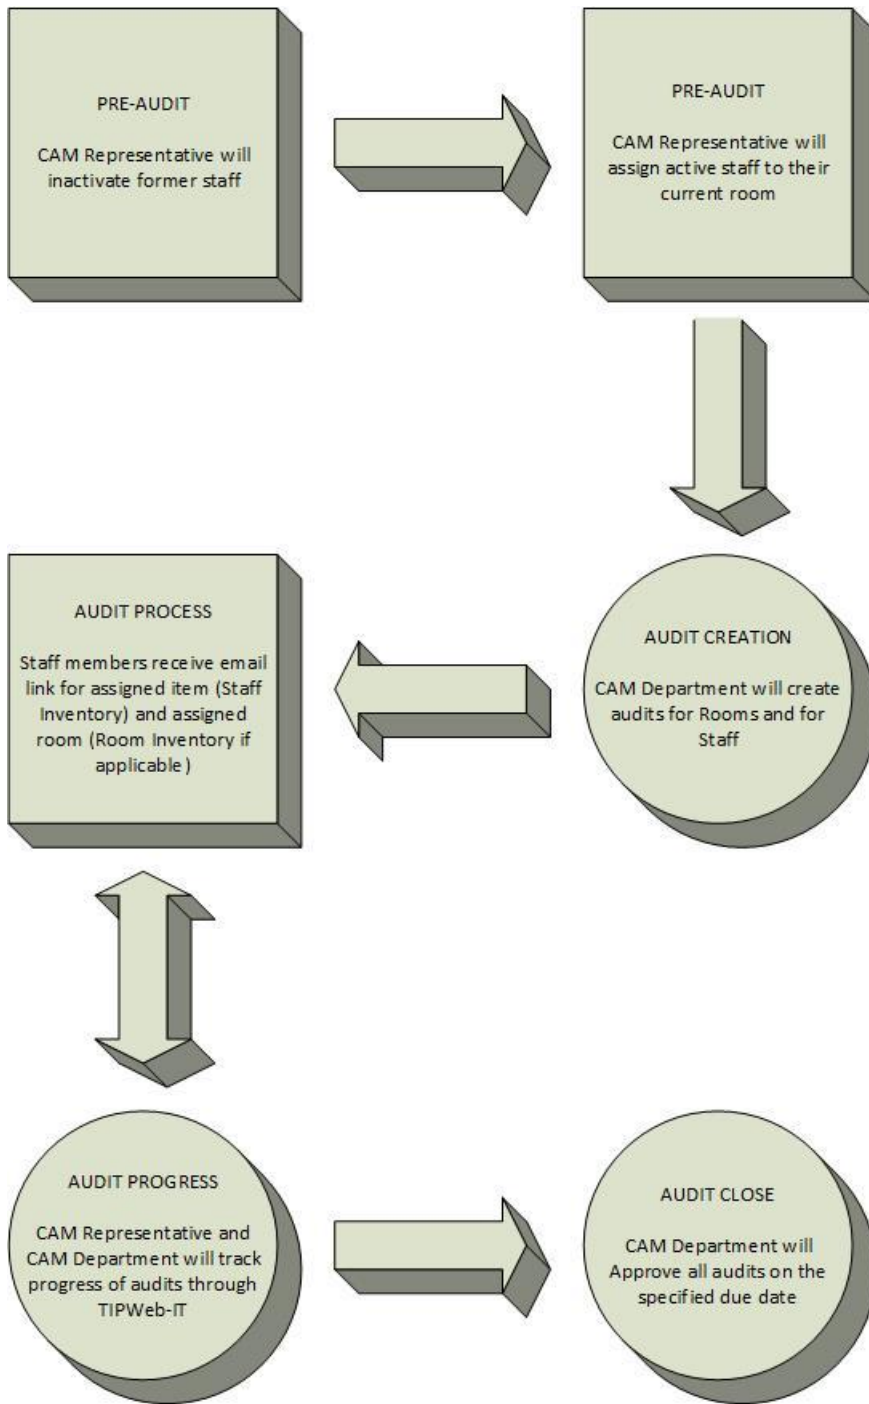 PRE-AUDIT
CAM Representative will
inactivate former staff
PRE-AUDIT
CAM Representative will
assign active staff to their
current room
AUDIT CREATION
CAM Department will create
audits for Rooms and for
Staff
AUDIT PROCESS
Staff members receive email
link for assigned item (Staff
Inventory) and assigned
room (Room Inventory if
applicable)
AUDIT PROGRESS
CAM Representative and
CAM Department will track
progress of audits through
TIPWeb-IT
AUDIT CLOSE
CAM Department will
Approve all audits on the
specified due date